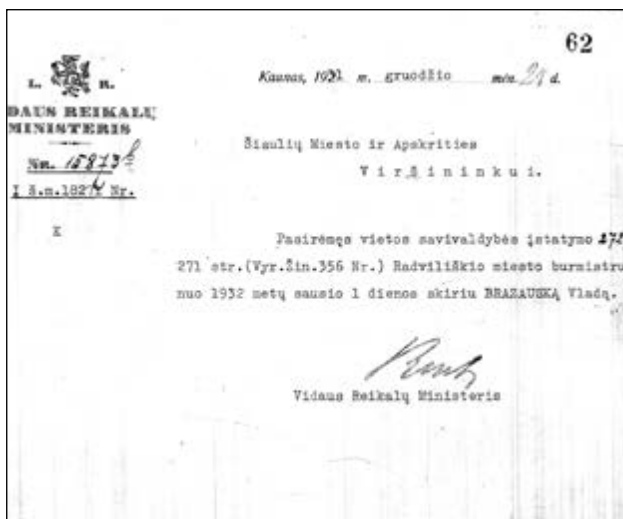 62
L. R.
Kaunas, 1931 m. gruodžio mėn. d.
DAUS REIKALŲ
MINISTERIS
Nr. 15873
Į š.m.1827 Nr.
Šiaulių Miesto ir Apskrities
Viršininkui.
K
Pasirėmęs vietos savivaldybės įstatymo 272
271 str.(Vyr.Žin.356 Nr.) Radviliškio miesto burmistru
nuo 1932 metų sausio 1 dienos skiriu BRAZAUSKĄ Vladą.
Vidaus Reikalų Ministeris